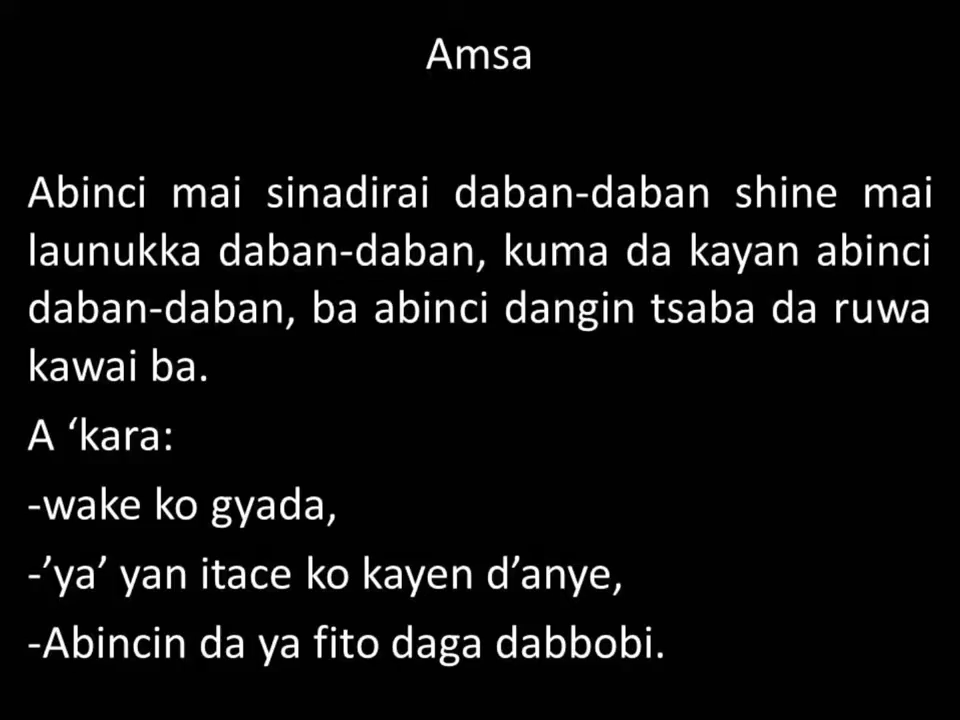 Amsa
Abinci mai sinadirai daban-daban shine mai
launukka daban-daban, kuma da kayan abinci
daban-daban, ba abinci dangin tsaba da ruwa
kawai ba.
A ‘kara:
-wake ko gyada,
-’ya’ yan itace ko kayen d’anye,
-Abincin da ya fito daga dabbobi.